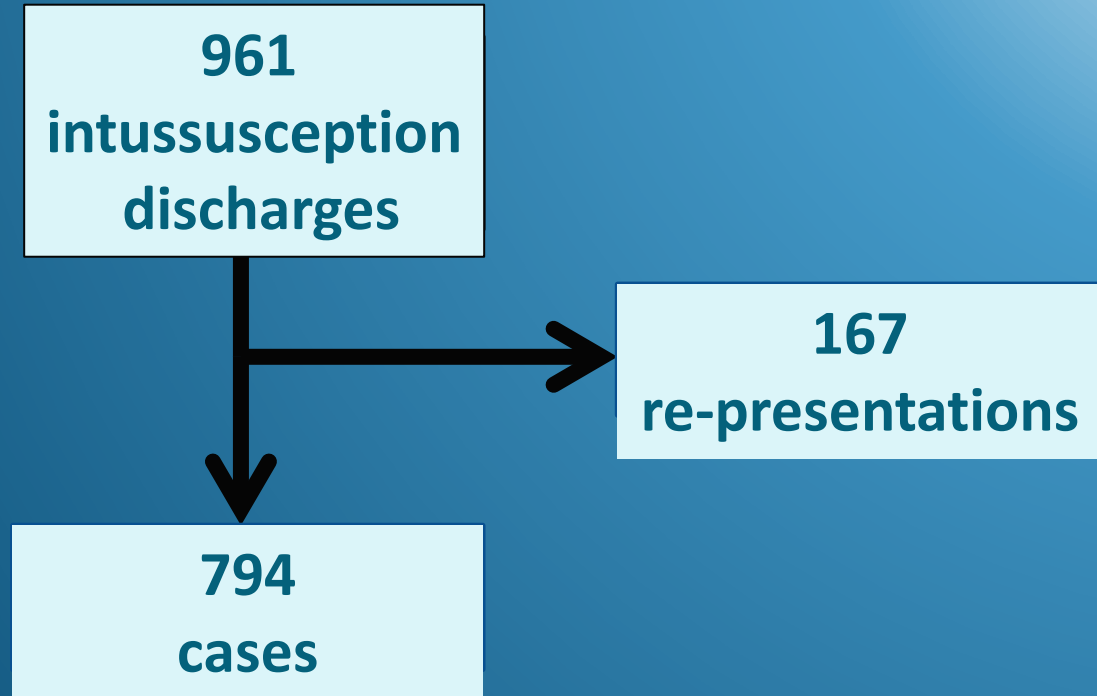 961
intussusception
discharges
167
re-presentations
794
cases